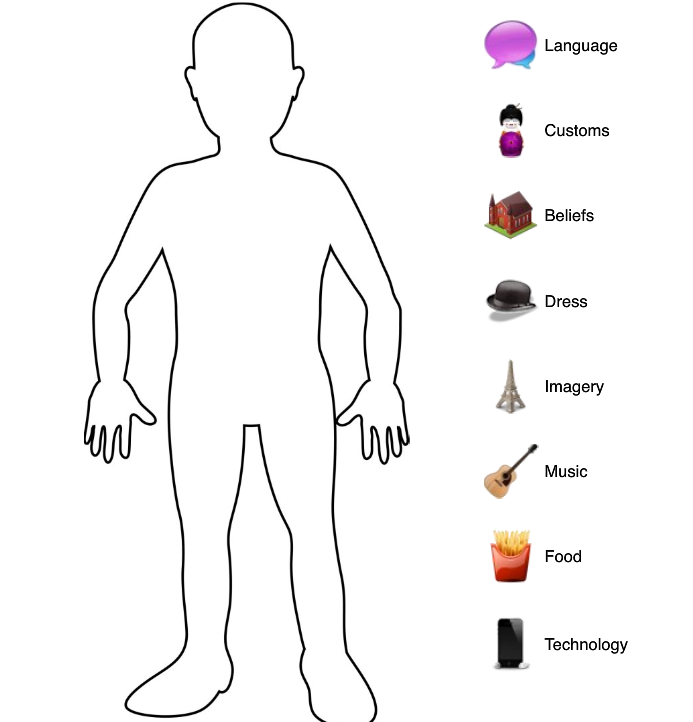 Language
Customs
Beliefs
Dress
Imagery
Music
Food
Technology